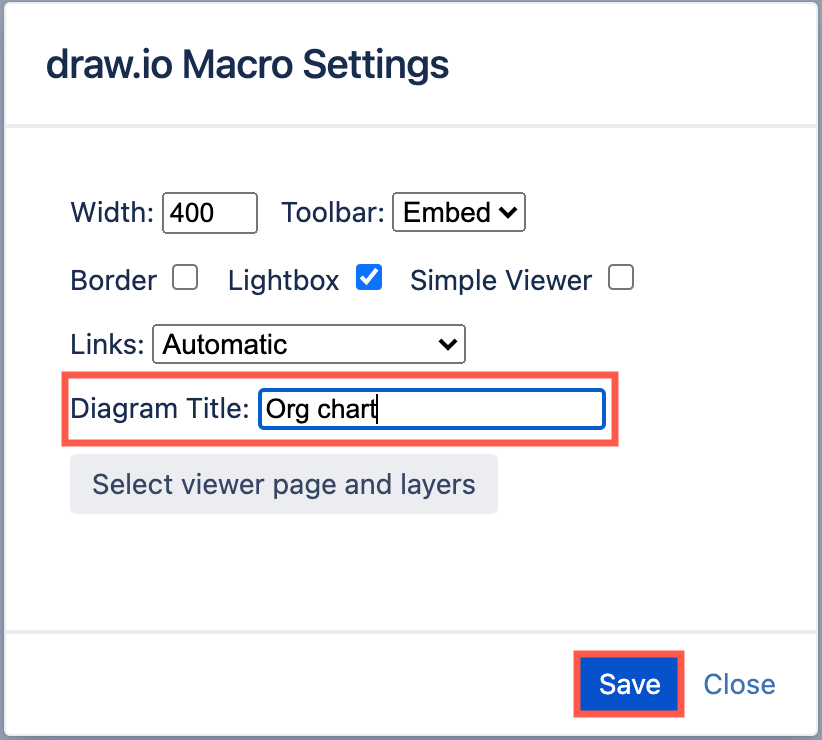 draw.io Macro Settings
Width: 400 Toolbar: Embed
Border Lightbox Simple Viewer
Links: Automatic
Diagram Title: Org chart
Select viewer page and layers
Save Close